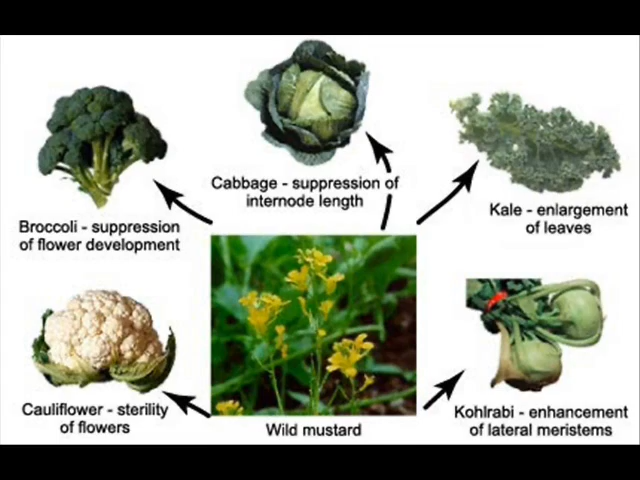 Cabbage - suppression of
internode length
Broccoli - suppression
of flower development
Kale - enlargement
of leaves
Cauliflower - sterility
of flowers
Wild mustard
Kohlrabi - enhancement
of lateral meristems